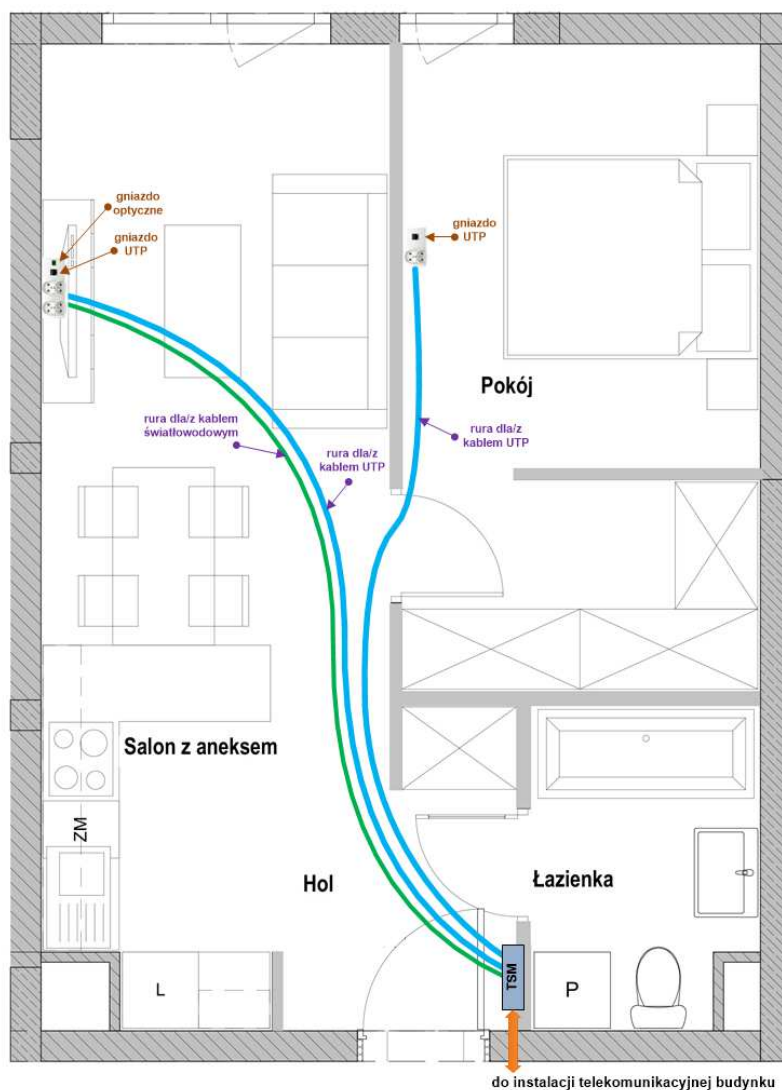 gniazdo
optyczne
gniazdo
UTP
gniazdo
UTP
Pokój
rura dla/z kablem
światłowodowym
rura dla/z
kablem UTP
rura dla/z
kablem UTP
Salon z aneksem
ZM
Hol
Łazienka
L
TSM
P
do instalacji telekomunikacyjnej budynku